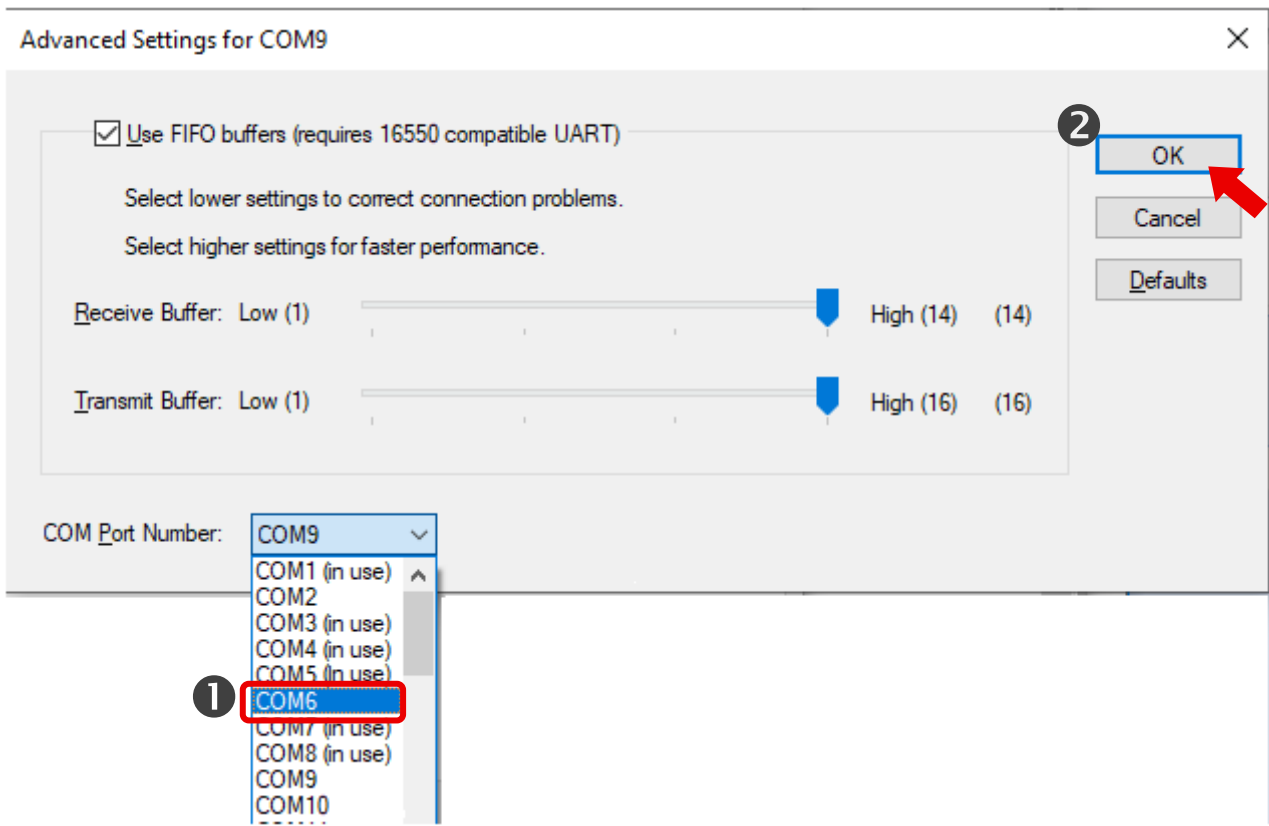 Advanced Settings for COM9
Use FIFO buffers (requires 16550 compatible UART)
2
OK
Select lower settings to correct connection problems.
Cancel
Select higher settings for faster performance.
Defaults
Receive Buffer: Low (1) High (14) (14)
Transmit Buffer: Low (1) High (16) (16)
COM Port Number: COM9
COM1 (in use)
COM2
COM3 (in use)
COM4 (in use)
COM5 (in use)
1
COM6
COM7 (in use)
COM8 (in use)
COM9
COM10